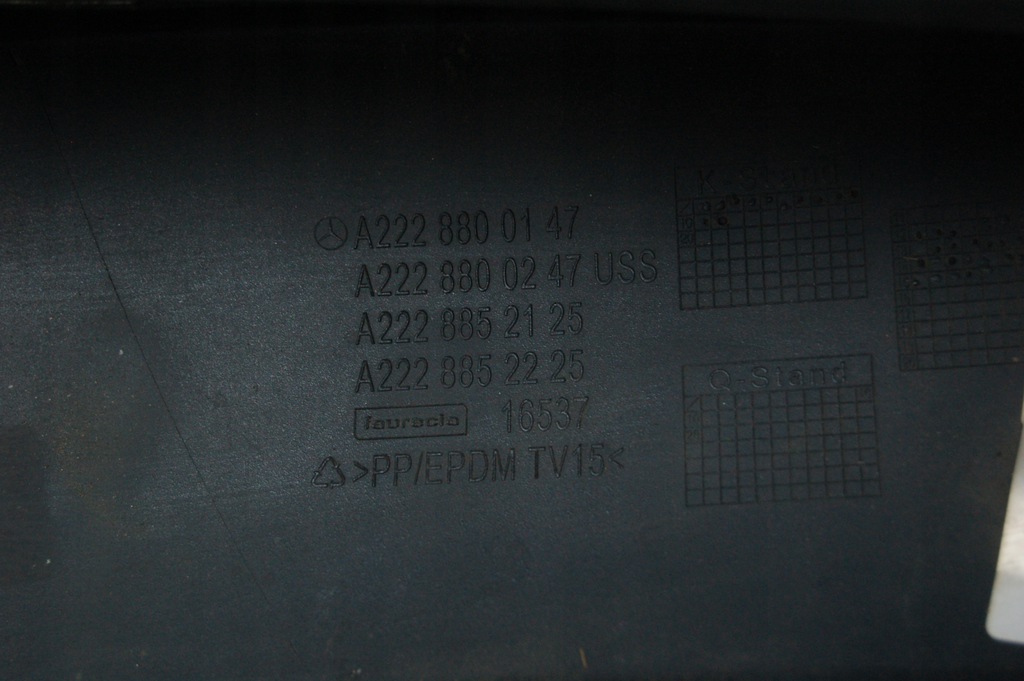 A222 880 01 47
A222 880 02 47 USS
A222 885 21 25
A222 885 22 25
faurecia 16537
>PP/EPDM TV15<
K-Stand
Q-Stand